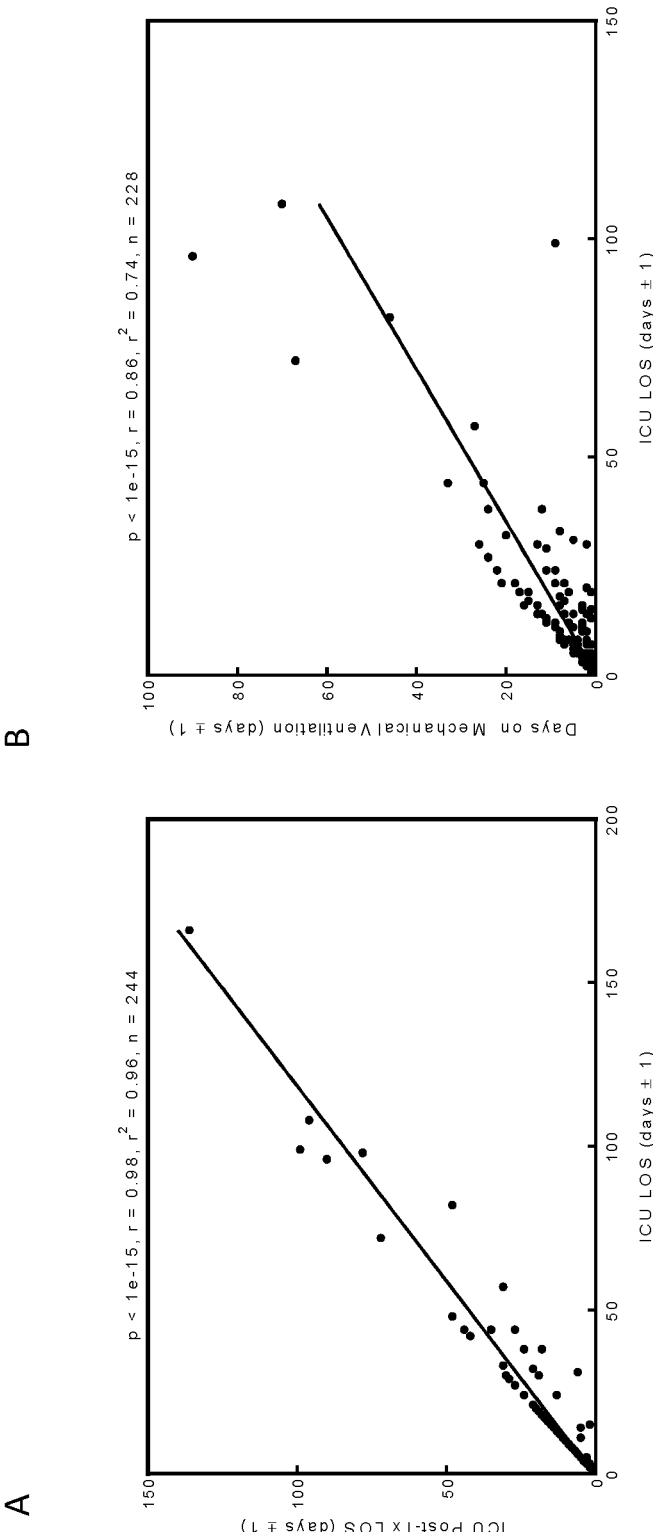 A
p < 1e-15, r = 0.98, r² = 0.96, n = 244
150
100
50
0
ICU Post-Tx LOS (days ± 1)
0
50
100
150
200
ICU LOS (days ± 1)
B
p < 1e-15, r = 0.86, r² = 0.74, n = 228
100
80
60
40
20
0
Days on Mechanical Ventilation (days ± 1)
0
50
100
150
ICU LOS (days ± 1)